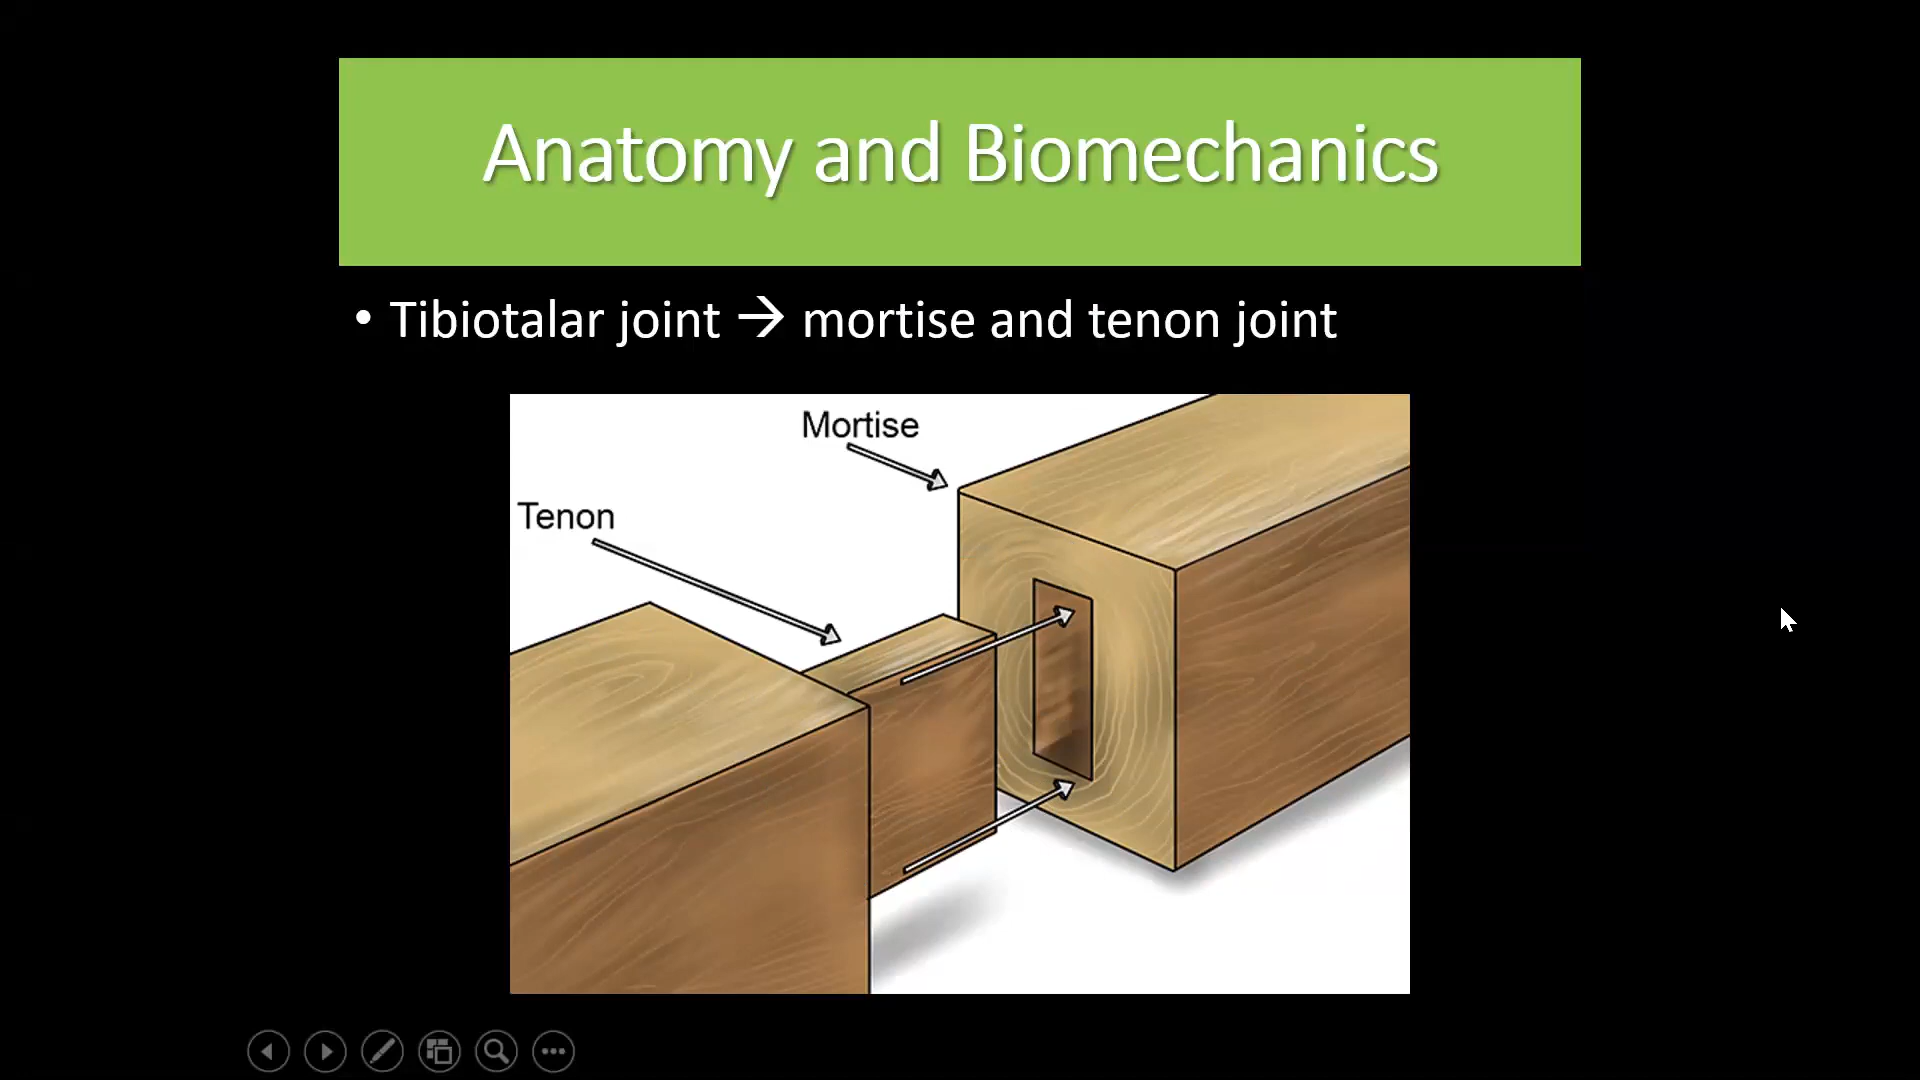 Anatomy and Biomechanics
• Tibiotalar joint → mortise and tenon joint
Mortise
Tenon